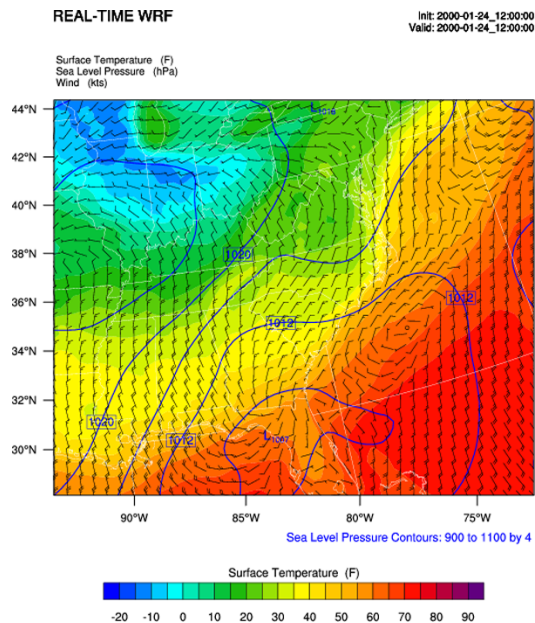 REAL-TIME WRF
Init: 2000-01-24_12:00:00
Valid: 2000-01-24_12:00:00
Surface Temperature (F)
Sea Level Pressure (hPa)
Wind (kts)
44°N
L1016
42°N
40°N
38°N
1020
36°N
1012
1012
34°N
32°N
1020
30°N
1012
L1007
90°W 85°W 80°W 75°W
Sea Level Pressure Contours: 900 to 1100 by 4
Surface Temperature (F)
-20 -10 0 10 20 30 40 50 60 70 80 90